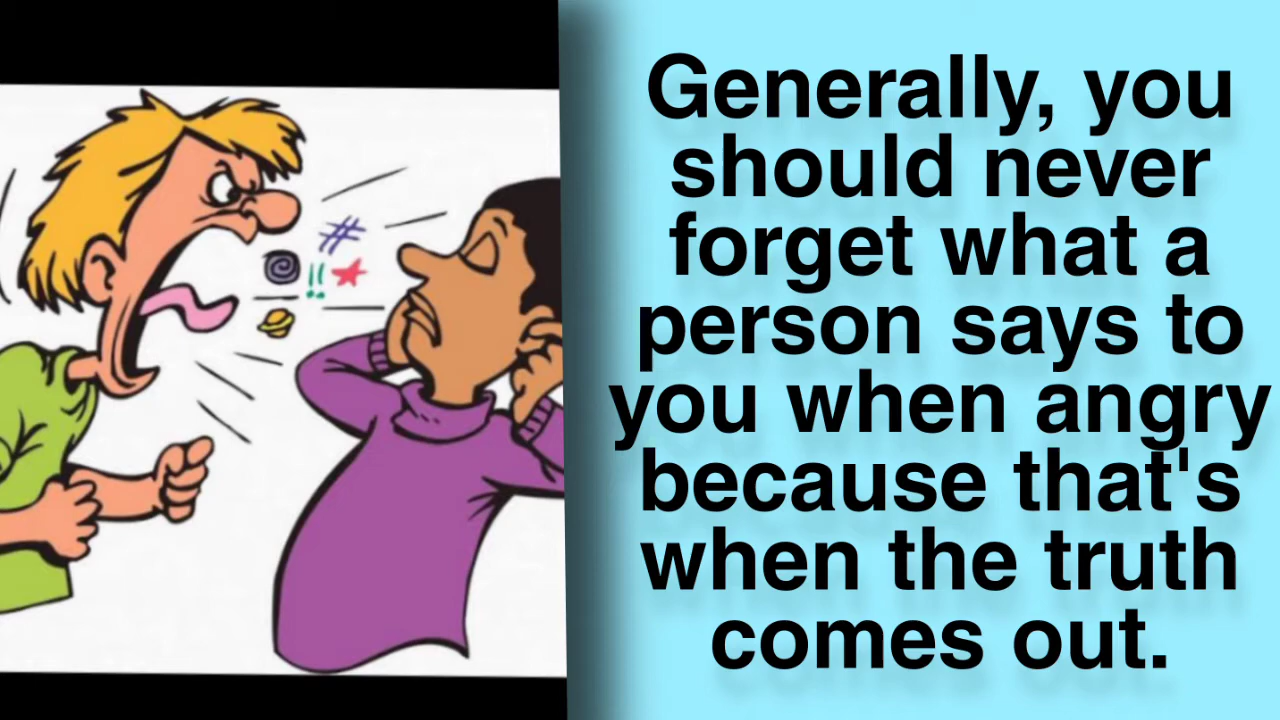 Generally, you
should never
forget what a
person says to
you when angry
because that's
when the truth
comes out.